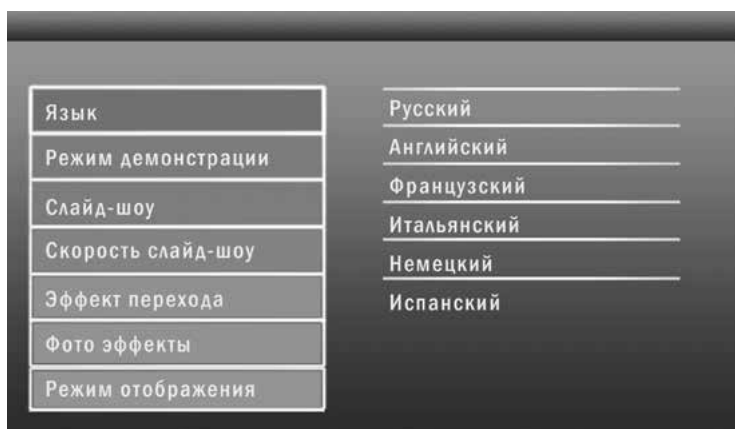 Язык
Режим демонстрации
Слайд-шоу
Скорость слайд-шоу
Эффект перехода
Фото эффекты
Режим отображения
Русский
Английский
Французский
Итальянский
Немецкий
Испанский